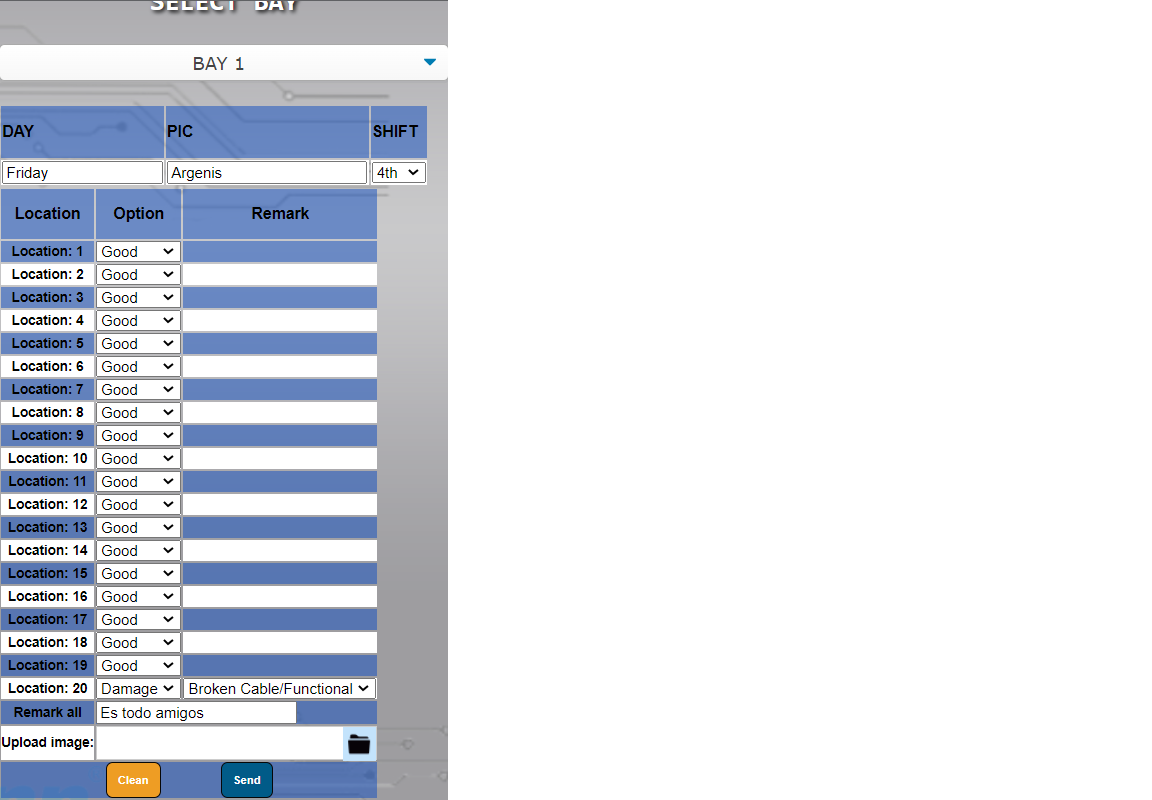 SELECT BAY
BAY 1
DAY PIC SHIFT
Friday Argenis 4th
Location Option Remark
Location: 1 Good
Location: 2 Good
Location: 3 Good
Location: 4 Good
Location: 5 Good
Location: 6 Good
Location: 7 Good
Location: 8 Good
Location: 9 Good
Location: 10 Good
Location: 11 Good
Location: 12 Good
Location: 13 Good
Location: 14 Good
Location: 15 Good
Location: 16 Good
Location: 17 Good
Location: 18 Good
Location: 19 Good
Location: 20 Damage Broken Cable/Functional
Remark all Es todo amigos
Upload image:
Clean Send